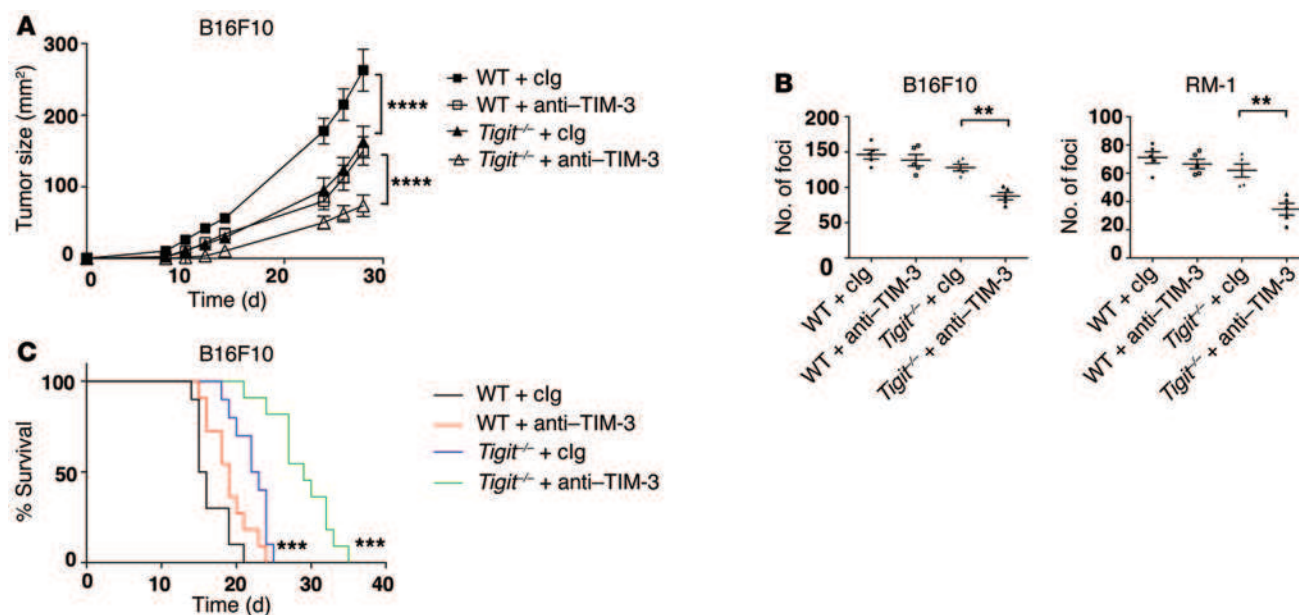 A
B16F10
Tumor size (mm²)
300
200
100
0
0
10
20
30
Time (d)
WT + cIg
WT + anti–TIM-3
Tigit⁻/⁻ + cIg
Tigit⁻/⁻ + anti–TIM-3
****
****
B
B16F10
No. of foci
200
150
100
50
0
**
WT + cIg
WT + anti–TIM-3
Tigit⁻/⁻ + cIg
Tigit⁻/⁻ + anti–TIM-3
RM-1
No. of foci
100
80
60
40
20
0
**
WT + cIg
WT + anti–TIM-3
Tigit⁻/⁻ + cIg
Tigit⁻/⁻ + anti–TIM-3
C
B16F10
% Survival
100
50
0
0
10
20
30
40
Time (d)
***
***
WT + cIg
WT + anti–TIM-3
Tigit⁻/⁻ + cIg
Tigit⁻/⁻ + anti–TIM-3